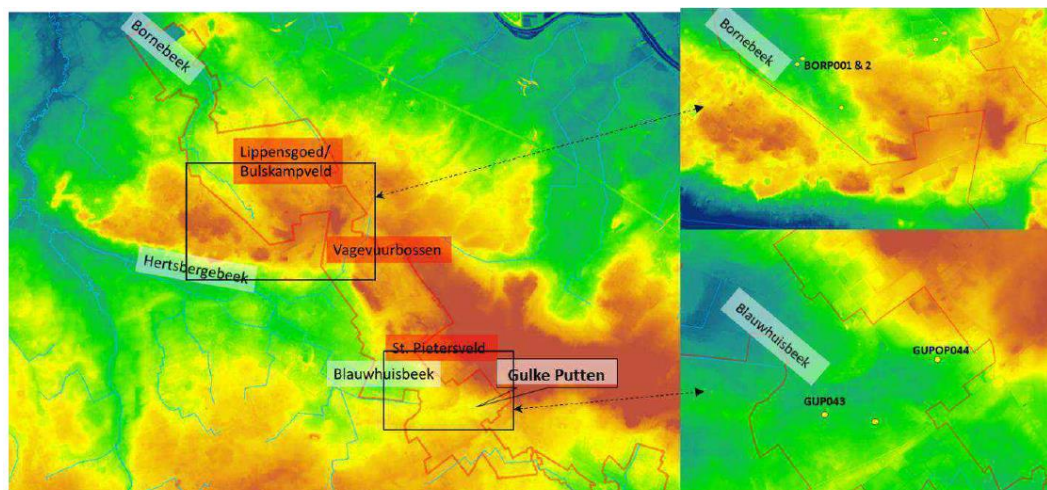 Bornebeek
Lippensgoed/
Bulskampveld
Vagevuurbossen
Hertsbergebeek
St. Pietersveld
Blauwhuisbeek
Gulke Putten
Bornebeek
BORP001 & 2
Blauwhuisbeek
GUPOP044
GUP043